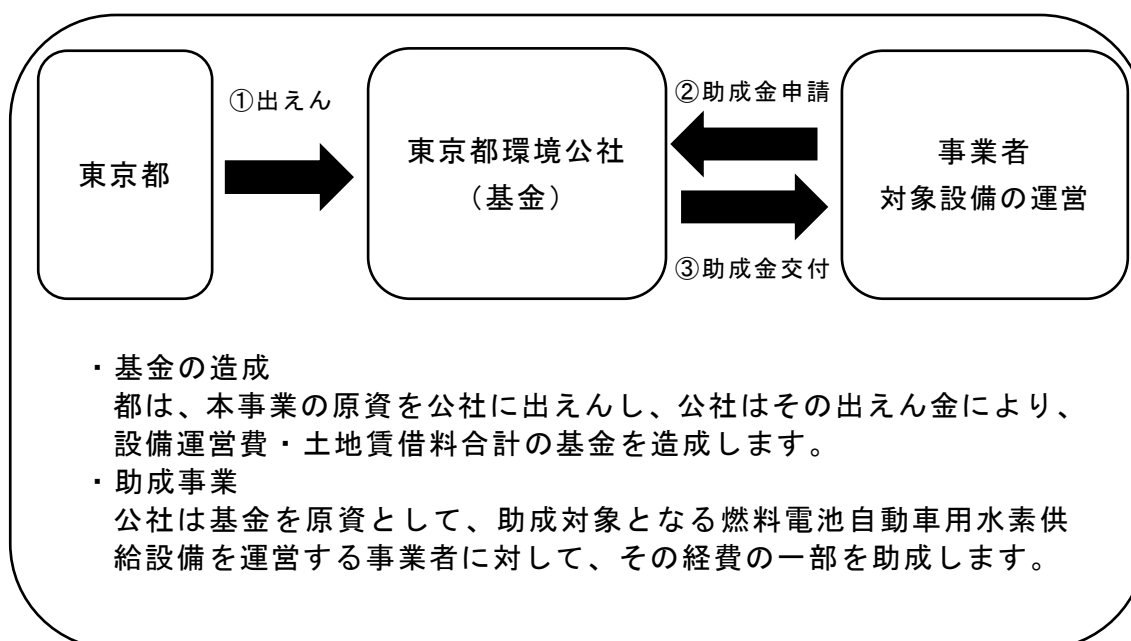 東京都
①出えん
東京都環境公社
（基金）
②助成金申請
③助成金交付
事業者
対象設備の運営
・基金の造成
都は、本事業の原資を公社に出えんし、公社はその出えん金により、
設備運営費・土地賃借料合計の基金を造成します。
・助成事業
公社は基金を原資として、助成対象となる燃料電池自動車用水素供
給設備を運営する事業者に対して、その経費の一部を助成します。